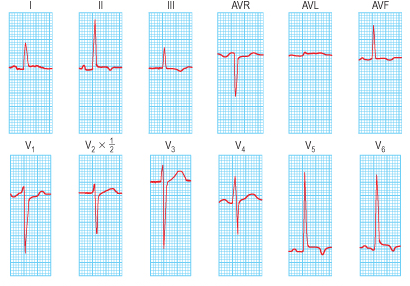 I II III AVR AVL AVF
V1 V2 × 1/2 V3 V4 V5 V6